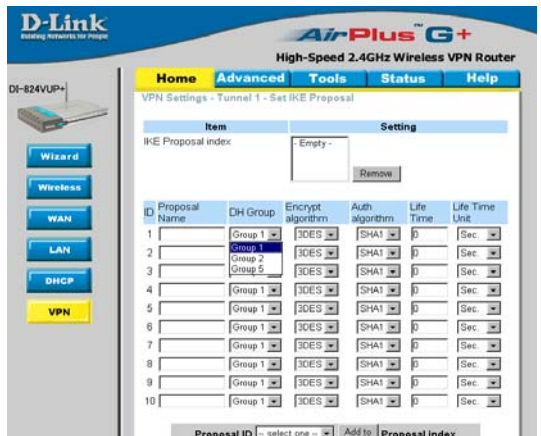 D-Link
Building Networks for People
AirPlus G+
High-Speed 2.4GHz Wireless VPN Router
DI-824VUP+
Home Advanced Tools Status Help
VPN Settings - Tunnel 1 - Set IKE Proposal
Item Setting
IKE Proposal index - Empty -
Remove
Wizard
Wireless
WAN
LAN
DHCP
VPN
ID Proposal Name DH Group Encrypt algorithm Auth algorithm Life Time Life Time Unit
1 Group 1 3DES SHA1 0 Sec.
Group 1
Group 2
Group 5
2 3DES SHA1 0 Sec.
3 3DES SHA1 0 Sec.
4 Group 1 3DES SHA1 0 Sec.
5 Group 1 3DES SHA1 0 Sec.
6 Group 1 3DES SHA1 0 Sec.
7 Group 1 3DES SHA1 0 Sec.
8 Group 1 3DES SHA1 0 Sec.
9 Group 1 3DES SHA1 0 Sec.
10 Group 1 3DES SHA1 0 Sec.
Proposal ID -- select one -- Add to Proposal index